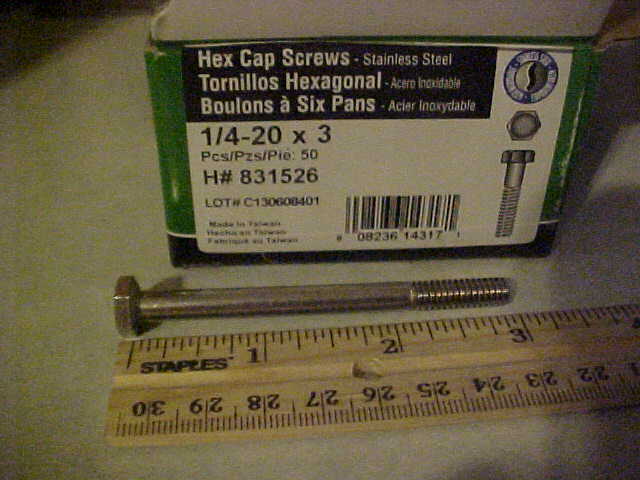 Hex Cap Screws - Stainless Steel
Tornillos Hexagonal - Acero Inoxidable
Boulons à Six Pans - Acier Inoxydable
1/4-20 x 3
Pcs/Pzs/Pie: 50
H# 831526
LOT# C130608401
Made in Taiwan
Hecho en Taiwan
Fabriqué au Taiwan
8 08236 14317 1
1 2 3
STAPLES
30 29 28 27 26 25 24 23 22